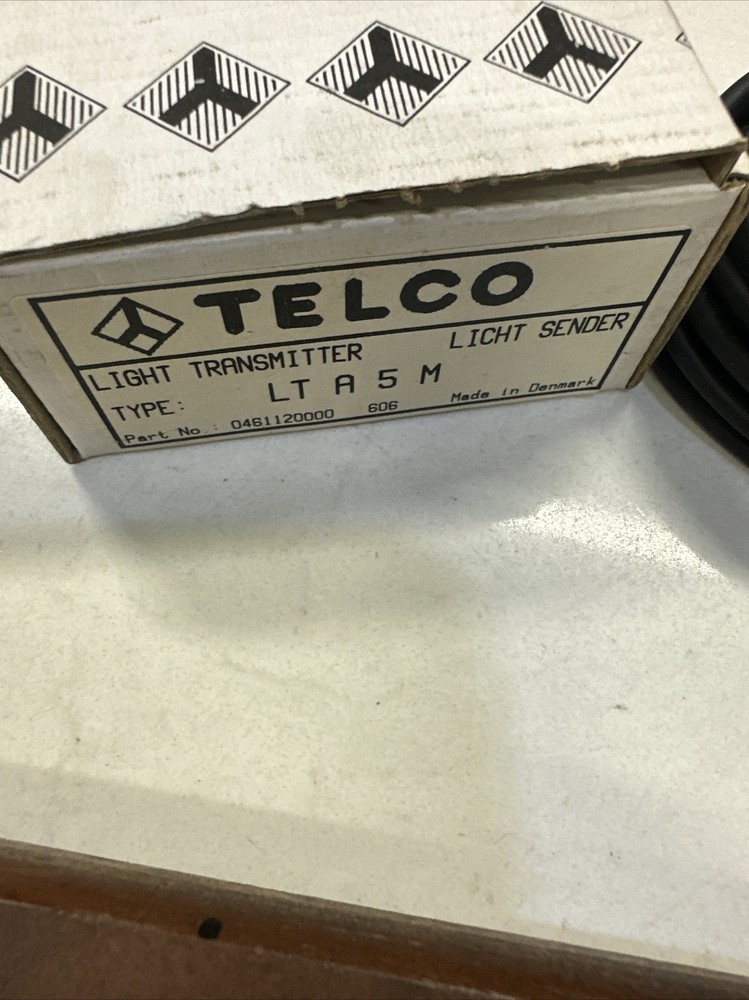 TELCO
LIGHT TRANSMITTER LICHT SENDER
TYPE: LT A 5 M
Part No.: 0461120000 606 Made in Denmark